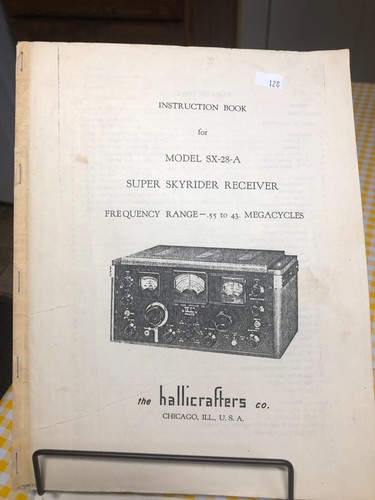 128
INSTRUCTION BOOK
for
MODEL SX-28-A
SUPER SKYRIDER RECEIVER
FREQUENCY RANGE—.55 to 43. MEGACYCLES
the hallicrafters co.
CHICAGO, ILL., U. S. A.